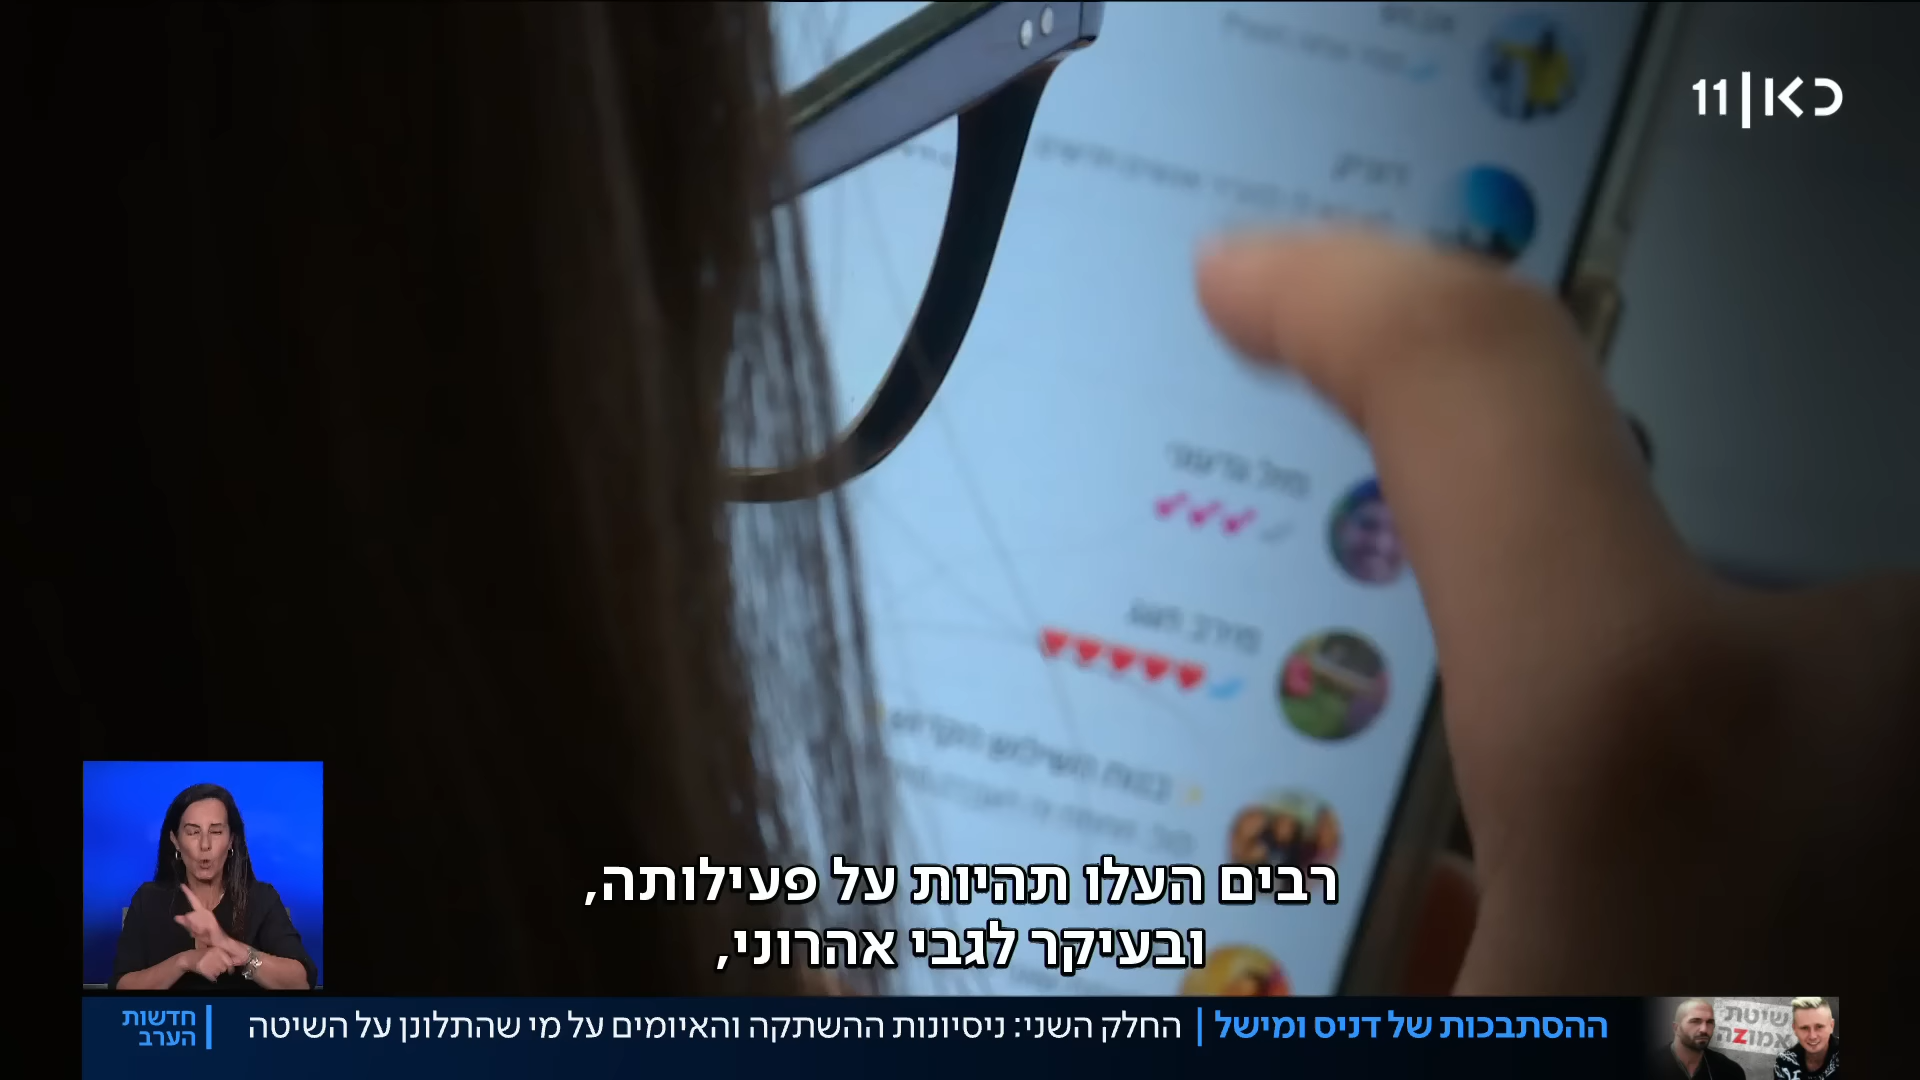 כאן 11
רבים העלו תהיות על פעילותה,
ובעיקר לגבי אהרוני,
ההסתבכות של דניס ומישל | החלק השני: ניסיונות ההשתקה והאיומים על מי שהתלונן על השיטה
חדשות
הערב
שיטת
אמוzה